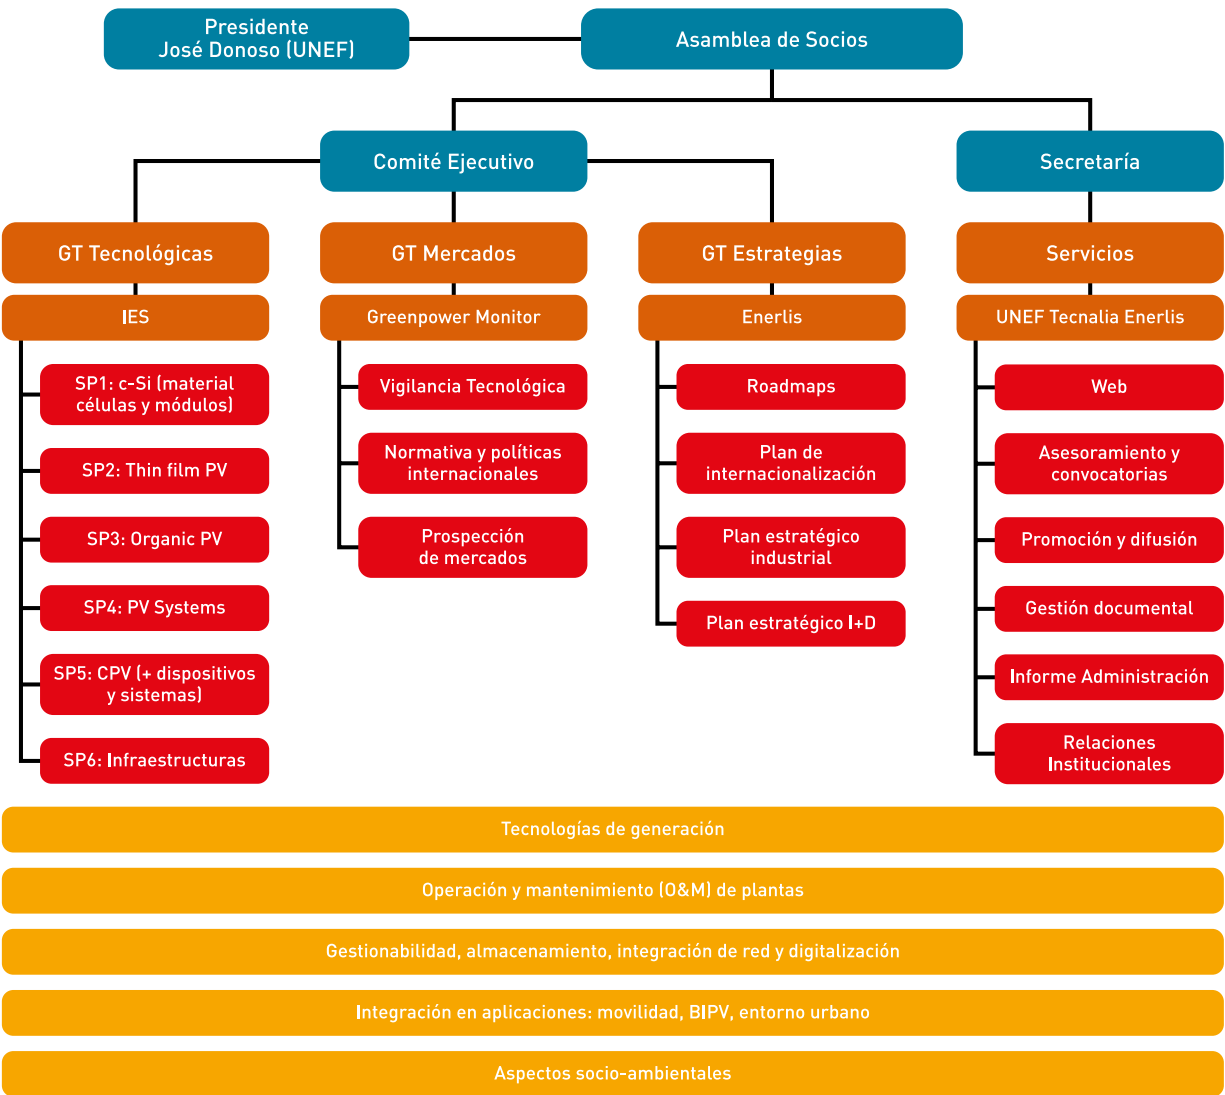 Presidente
José Donoso (UNEF)
Asamblea de Socios
Comité Ejecutivo
Secretaría
GT Tecnológicas
GT Mercados
GT Estrategias
Servicios
IES
Greenpower Monitor
Enerlis
UNEF Tecnalia Enerlis
SP1: c-Si (material
células y módulos)
SP2: Thin film PV
SP3: Organic PV
SP4: PV Systems
SP5: CPV (+ dispositivos
y sistemas)
SP6: Infraestructuras
Vigilancia Tecnológica
Normativa y políticas
internacionales
Prospección
de mercados
Roadmaps
Plan de
internacionalización
Plan estratégico
industrial
Plan estratégico I+D
Web
Asesoramiento y
convocatorias
Promoción y difusión
Gestión documental
Informe Administración
Relaciones
Institucionales
Tecnologías de generación
Operación y mantenimiento (O&M) de plantas
Gestionabilidad, almacenamiento, integración de red y digitalización
Integración en aplicaciones: movilidad, BIPV, entorno urbano
Aspectos socio-ambientales